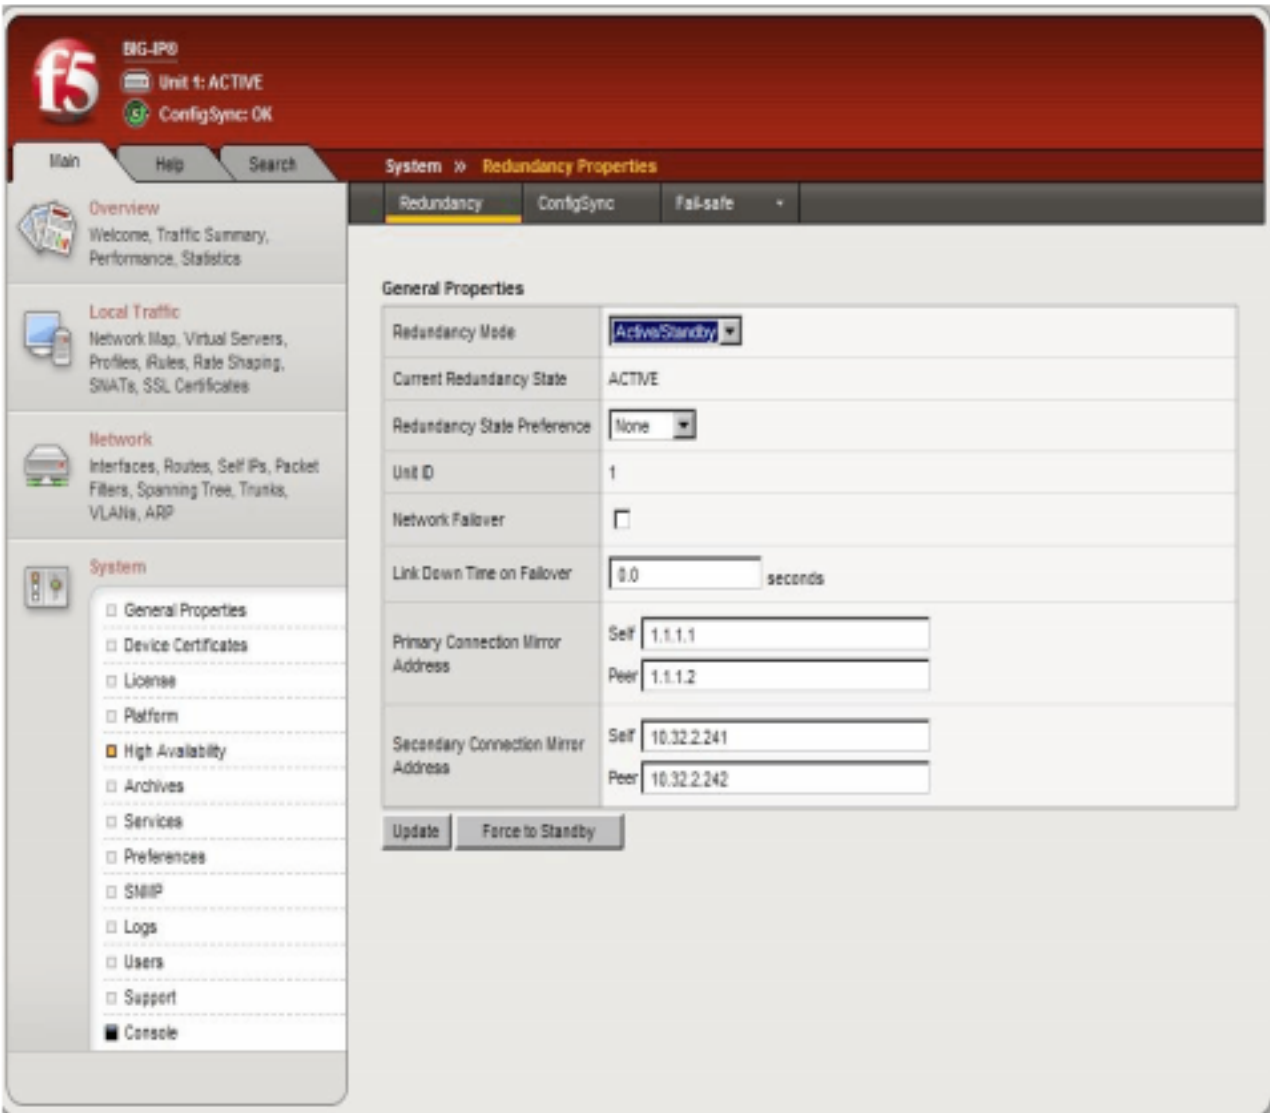 f5
BIG-IP®
Unit 1: ACTIVE
ConfigSync: OK
Main
Help
Search
System » Redundancy Properties
Redundancy
ConfigSync
Fail-safe
Overview
Welcome, Traffic Summary,
Performance, Statistics
Local Traffic
Network Map, Virtual Servers,
Profiles, iRules, Rate Shaping,
SNATs, SSL Certificates
Network
Interfaces, Routes, Self IPs, Packet
Filters, Spanning Tree, Trunks,
VLANs, ARP
System
General Properties
Device Certificates
License
Platform
High Availability
Archives
Services
Preferences
SNMP
Logs
Users
Support
Console
General Properties
Redundancy Mode
Active/Standby
Current Redundancy State
ACTIVE
Redundancy State Preference
None
Unit ID
1
Network Failover
Link Down Time on Failover
0.0 seconds
Primary Connection Mirror
Address
Self 1.1.1.1
Peer 1.1.1.2
Secondary Connection Mirror
Address
Self 10.32.2.241
Peer 10.32.2.242
Update
Force to Standby